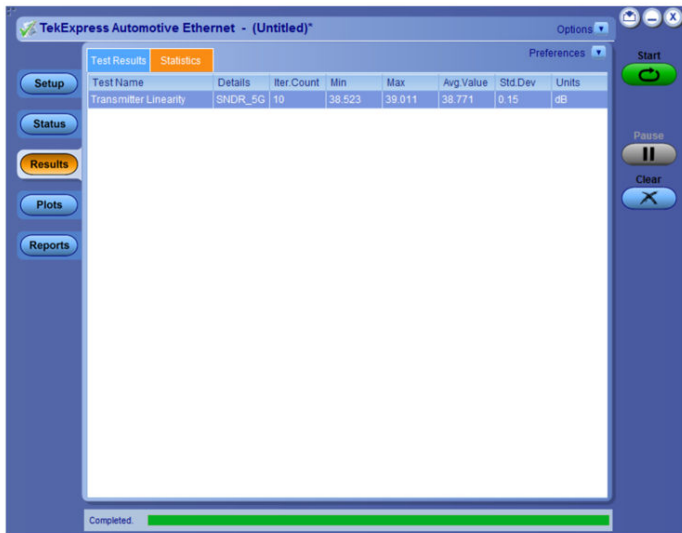 TekExpress Automotive Ethernet - (Untitled)*
Options
Test Results Statistics
Preferences
Start
Setup
Test Name Details Iter.Count Min Max Avg.Value Std.Dev Units
Transmitter Linearity SNDR_5G 10 38.523 39.011 38.771 0.15 dB
Status
Pause
Results
Clear
Plots
Reports
Completed.